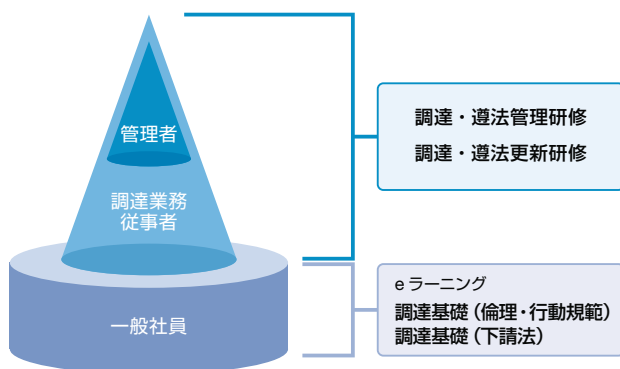 管理者
調達業務
従事者
一般社員
調達・遵法管理研修
調達・遵法更新研修
eラーニング
調達基礎（倫理・行動規範）
調達基礎（下請法）